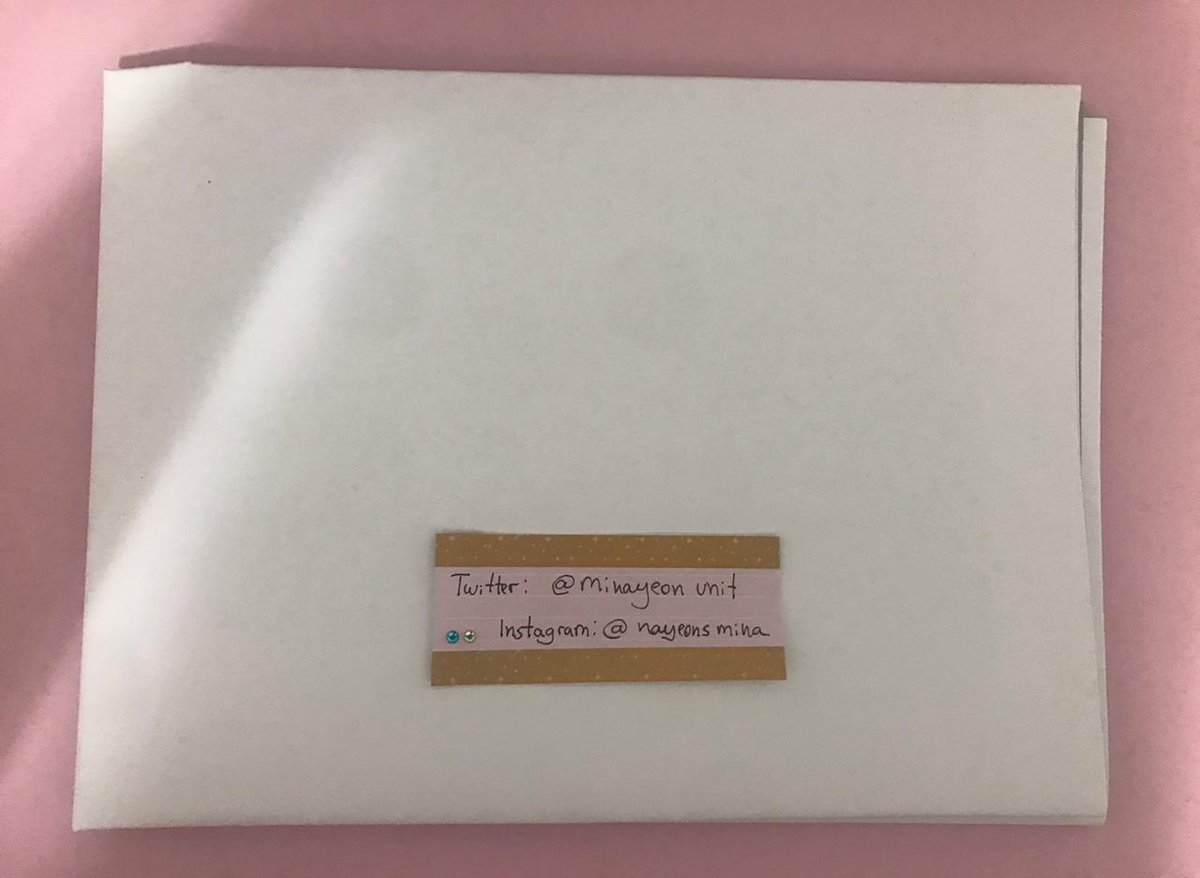 Twitter: @minayeon unit
Instagram: @ nayeons mina